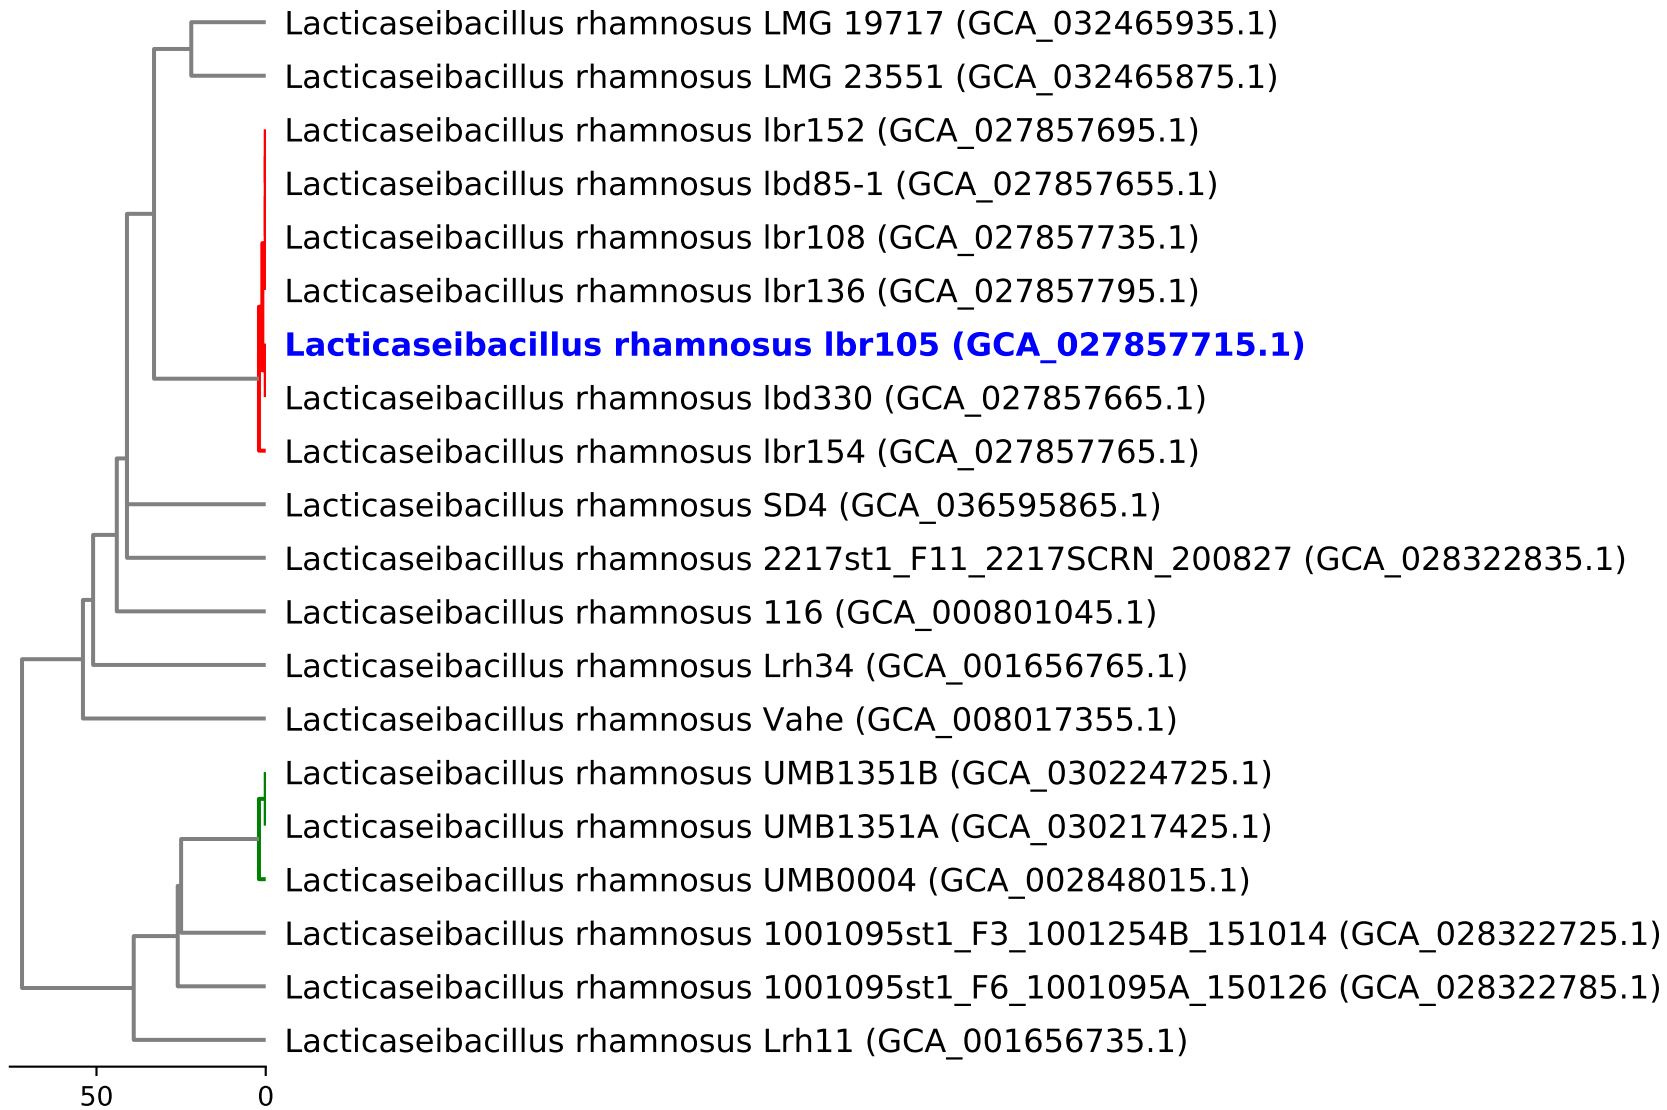 Lacticaseibacillus rhamnosus LMG 19717 (GCA_032465935.1)
Lacticaseibacillus rhamnosus LMG 23551 (GCA_032465875.1)
Lacticaseibacillus rhamnosus lbr152 (GCA_027857695.1)
Lacticaseibacillus rhamnosus lbd85-1 (GCA_027857655.1)
Lacticaseibacillus rhamnosus lbr108 (GCA_027857735.1)
Lacticaseibacillus rhamnosus lbr136 (GCA_027857795.1)
Lacticaseibacillus rhamnosus lbr105 (GCA_027857715.1)
Lacticaseibacillus rhamnosus lbd330 (GCA_027857665.1)
Lacticaseibacillus rhamnosus lbr154 (GCA_027857765.1)
Lacticaseibacillus rhamnosus SD4 (GCA_036595865.1)
Lacticaseibacillus rhamnosus 2217st1_F11_2217SCRN_200827 (GCA_028322835.1)
Lacticaseibacillus rhamnosus 116 (GCA_000801045.1)
Lacticaseibacillus rhamnosus Lrh34 (GCA_001656765.1)
Lacticaseibacillus rhamnosus Vahe (GCA_008017355.1)
Lacticaseibacillus rhamnosus UMB1351B (GCA_030224725.1)
Lacticaseibacillus rhamnosus UMB1351A (GCA_030217425.1)
Lacticaseibacillus rhamnosus UMB0004 (GCA_002848015.1)
Lacticaseibacillus rhamnosus 1001095st1_F3_1001254B_151014 (GCA_028322725.1)
Lacticaseibacillus rhamnosus 1001095st1_F6_1001095A_150126 (GCA_028322785.1)
Lacticaseibacillus rhamnosus Lrh11 (GCA_001656735.1)
50 0